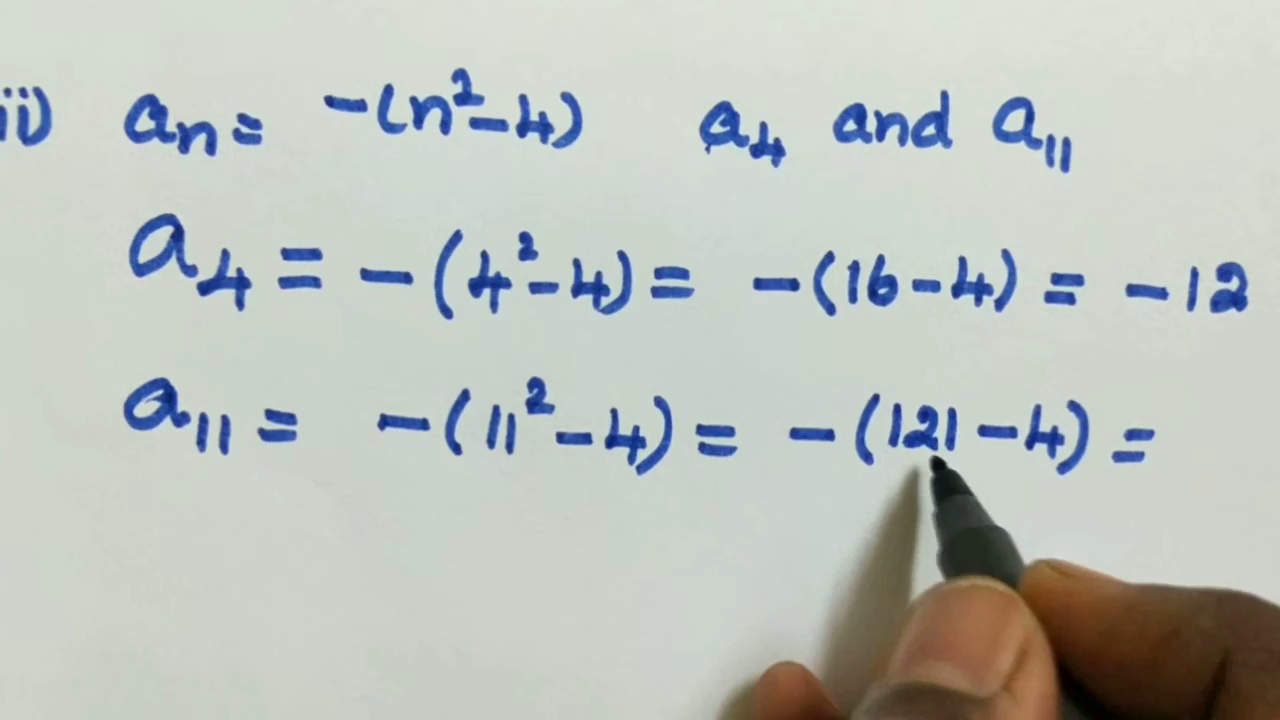 ii) aₙ = -(n²-4) a₄ and a₁₁
a₄ = -(4²-4) = -(16-4) = -12
a₁₁ = -(11²-4) = -(121-4) =